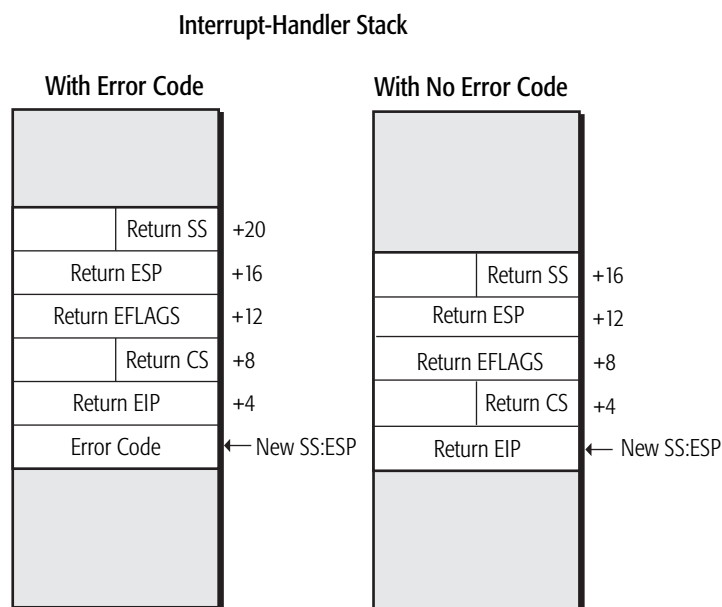 Interrupt-Handler Stack
With Error Code
Return SS +20
Return ESP +16
Return EFLAGS +12
Return CS +8
Return EIP +4
Error Code New SS:ESP
With No Error Code
Return SS +16
Return ESP +12
Return EFLAGS +8
Return CS +4
Return EIP New SS:ESP